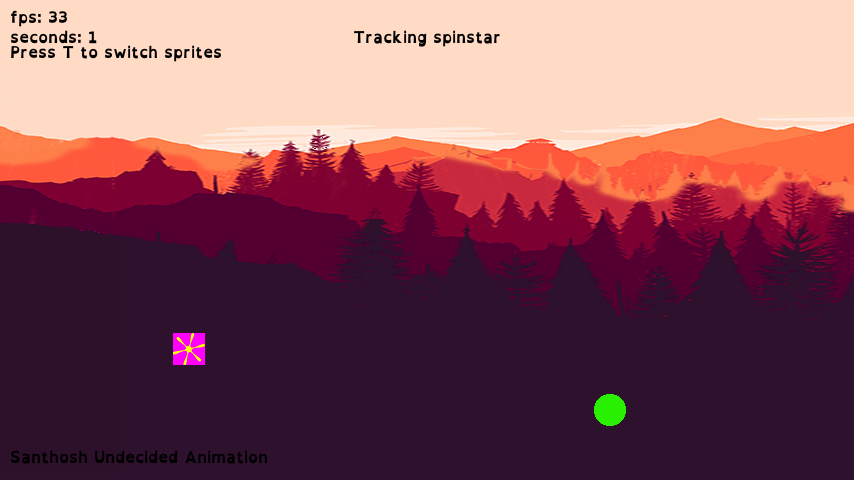 fps: 33
seconds: 1
Press T to switch sprites
Tracking spinstar
Santhosh Undecided Animation